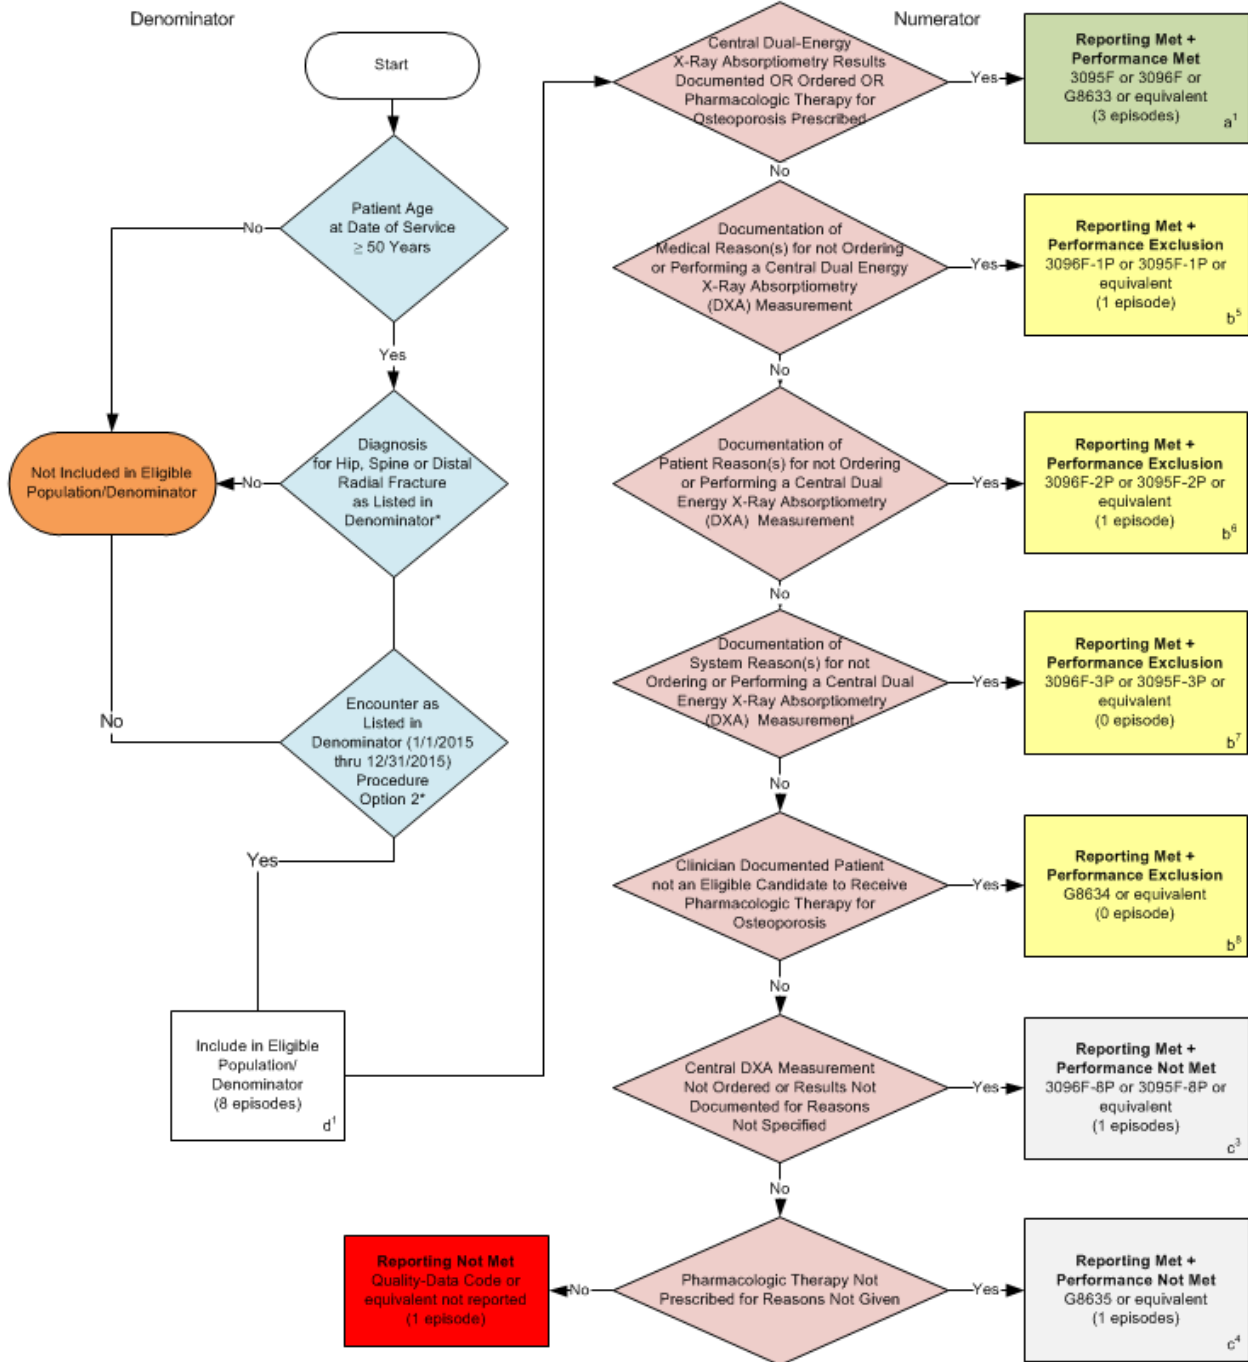 Denominator
Start
Patient Age
at Date of Service
≥ 50 Years
No
Yes
Diagnosis
for Hip, Spine or Distal
Radial Fracture
as Listed in
Denominator*
No
Not Included in Eligible
Population/Denominator
No
Encounter as
Listed in
Denominator (1/1/2015
thru 12/31/2015)
Procedure
Option 2*
Yes
Include in Eligible
Population/
Denominator
(8 episodes)
d¹
Numerator
Central Dual-Energy
X-Ray Absorptiometry Results
Documented OR Ordered OR
Pharmacologic Therapy for
Osteoporosis Prescribed
Yes
Reporting Met +
Performance Met
3095F or 3096F or
G8633 or equivalent
(3 episodes)
a¹
No
Documentation of
Medical Reason(s) for not Ordering
or Performing a Central Dual Energy
X-Ray Absorptiometry
(DXA) Measurement
Yes
Reporting Met +
Performance Exclusion
3096F-1P or 3095F-1P or
equivalent
(1 episode)
b⁵
No
Documentation of
Patient Reason(s) for not Ordering
or Performing a Central Dual
Energy X-Ray Absorptiometry
(DXA) Measurement
Yes
Reporting Met +
Performance Exclusion
3096F-2P or 3095F-2P or
equivalent
(1 episode)
b⁶
No
Documentation of
System Reason(s) for not
Ordering or Performing a Central Dual
Energy X-Ray Absorptiometry
(DXA) Measurement
Yes
Reporting Met +
Performance Exclusion
3096F-3P or 3095F-3P or
equivalent
(0 episode)
b⁷
No
Clinician Documented Patient
not an Eligible Candidate to Receive
Pharmacologic Therapy for
Osteoporosis
Yes
Reporting Met +
Performance Exclusion
G8634 or equivalent
(0 episode)
b⁸
No
Central DXA Measurement
Not Ordered or Results Not
Documented for Reasons
Not Specified
Yes
Reporting Met +
Performance Not Met
3096F-8P or 3095F-8P or
equivalent
(1 episodes)
c³
No
Pharmacologic Therapy Not
Prescribed for Reasons Not Given
Yes
Reporting Met +
Performance Not Met
G8635 or equivalent
(1 episodes)
c⁴
No
Reporting Not Met
Quality-Data Code or
equivalent not reported
(1 episode)